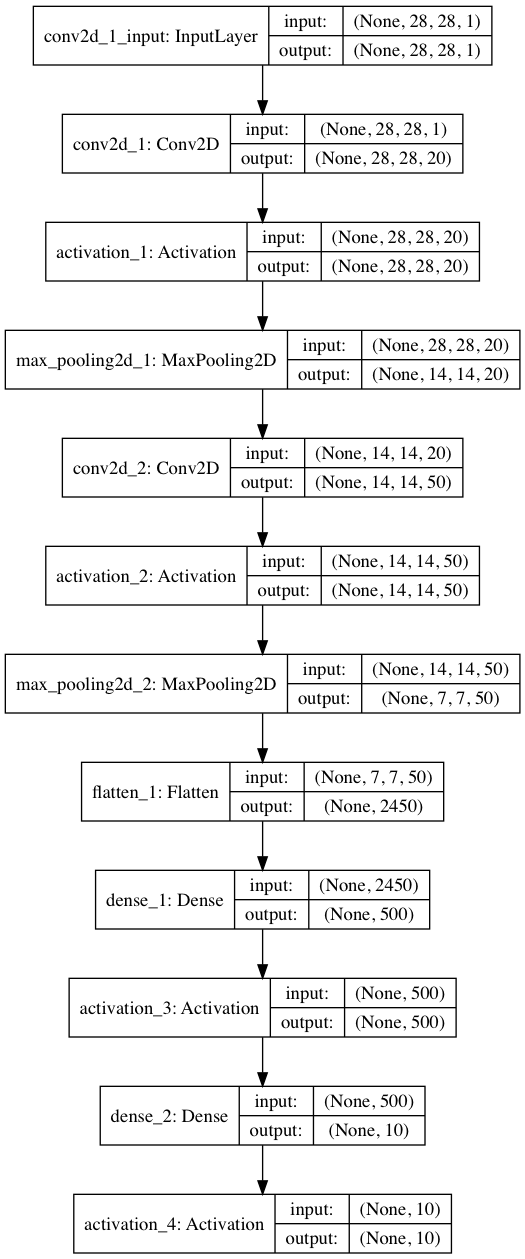 conv2d_1_input: InputLayer
input: (None, 28, 28, 1)
output: (None, 28, 28, 1)
conv2d_1: Conv2D
input: (None, 28, 28, 1)
output: (None, 28, 28, 20)
activation_1: Activation
input: (None, 28, 28, 20)
output: (None, 28, 28, 20)
max_pooling2d_1: MaxPooling2D
input: (None, 28, 28, 20)
output: (None, 14, 14, 20)
conv2d_2: Conv2D
input: (None, 14, 14, 20)
output: (None, 14, 14, 50)
activation_2: Activation
input: (None, 14, 14, 50)
output: (None, 14, 14, 50)
max_pooling2d_2: MaxPooling2D
input: (None, 14, 14, 50)
output: (None, 7, 7, 50)
flatten_1: Flatten
input: (None, 7, 7, 50)
output: (None, 2450)
dense_1: Dense
input: (None, 2450)
output: (None, 500)
activation_3: Activation
input: (None, 500)
output: (None, 500)
dense_2: Dense
input: (None, 500)
output: (None, 10)
activation_4: Activation
input: (None, 10)
output: (None, 10)